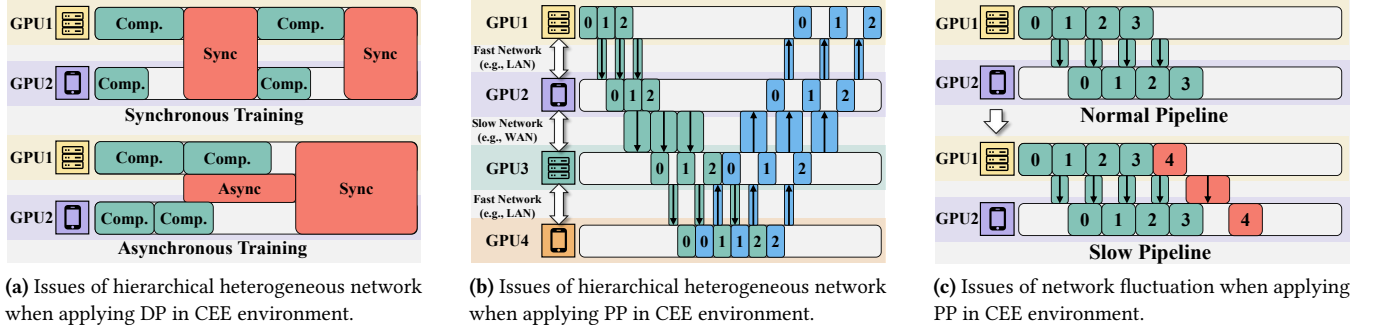 GPU1
Comp.
Comp.
Sync
Sync
GPU2
Comp.
Comp.
Synchronous Training
GPU1
Comp.
Comp.
Async
Sync
GPU2
Comp.
Comp.
Asynchronous Training
(a) Issues of hierarchical heterogeneous network
when applying DP in CEE environment.
GPU1
0 1 2
0 1 2
Fast Network
(e.g., LAN)
GPU2
0 1 2
0 1 2
Slow Network
(e.g., WAN)
GPU3
0 1 2 0 1 2
Fast Network
(e.g., LAN)
GPU4
0 0 1 1 2 2
(b) Issues of hierarchical heterogeneous network
when applying PP in CEE environment.
GPU1
0 1 2 3
GPU2
0 1 2 3
Normal Pipeline
GPU1
0 1 2 3 4
GPU2
0 1 2 3 4
Slow Pipeline
(c) Issues of network fluctuation when applying
PP in CEE environment.